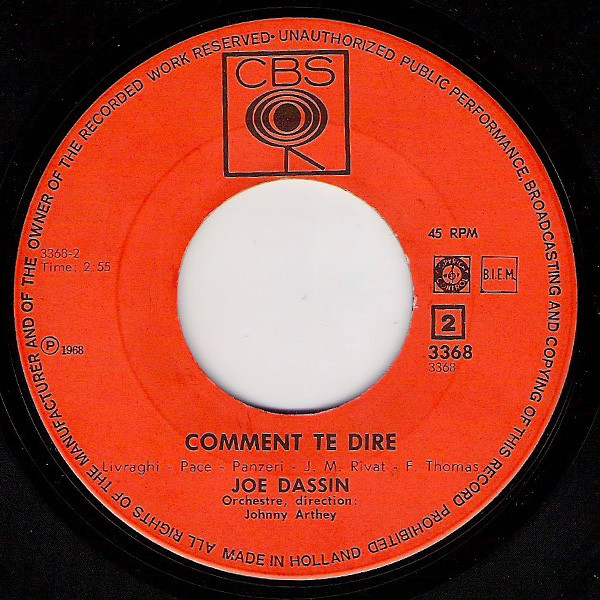 ALL RIGHTS OF THE MANUFACTURER AND OF THE OWNER OF THE RECORDED WORK RESERVED • UNAUTHORIZED PUBLIC PERFORMANCE, BROADCASTING AND COPYING OF THIS RECORD PROHIBITED
CBS
45 RPM
3368-2
Time: 2:55
COPYRIGHT CONTROL
B.I.E.M.
2
℗ 1968
3368
3368
COMMENT TE DIRE
Livraghi - Pace - Panzeri - J. M. Rivat - F. Thomas
JOE DASSIN
Orchestre, direction:
Johnny Arthey
MADE IN HOLLAND